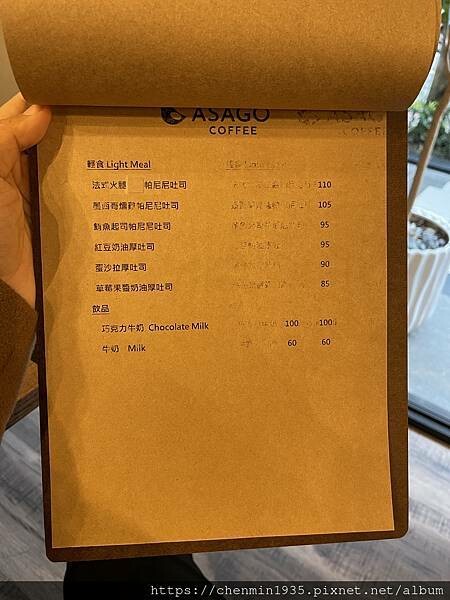 ASAGO
COFFEE
輕食 Light Meal
法式火腿 帕尼尼吐司 110
墨西哥燻雞帕尼尼吐司 105
鮪魚起司帕尼尼吐司 95
紅豆奶油厚吐司 95
蛋沙拉厚吐司 90
草莓果醬奶油厚吐司 85
飲品
巧克力牛奶 Chocolate Milk 100 100
牛奶 Milk 60 60
https://chenmin1935.pixnet.net/album